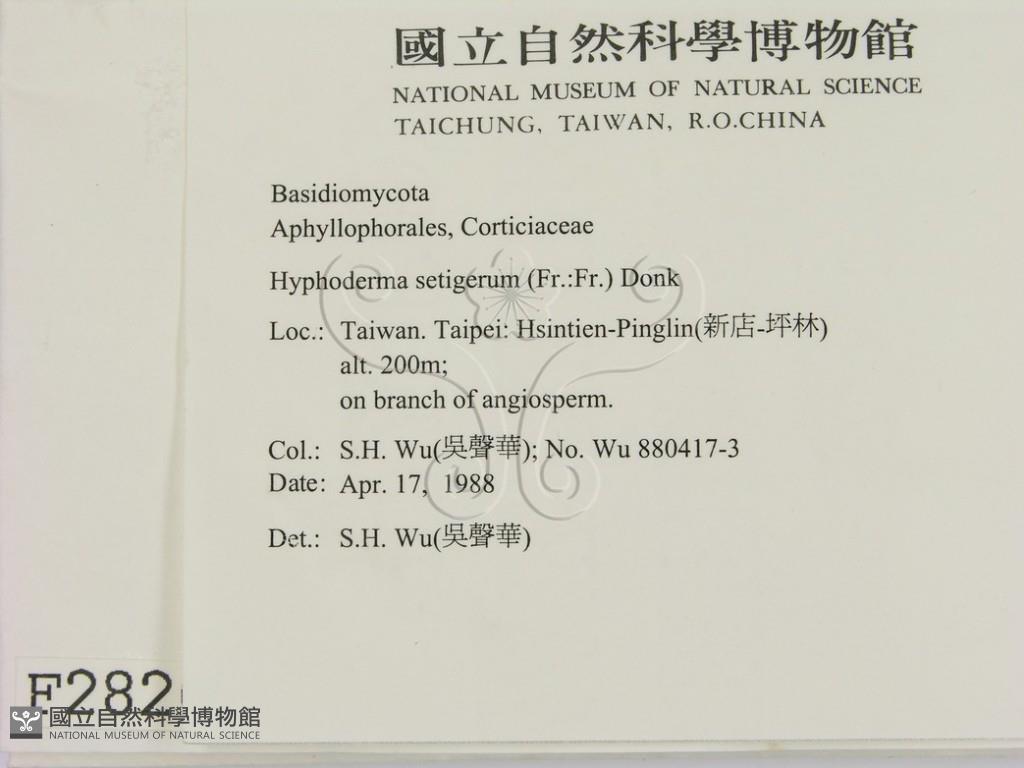 國立自然科學博物館
NATIONAL MUSEUM OF NATURAL SCIENCE
TAICHUNG, TAIWAN, R.O.CHINA
Basidiomycota
Aphyllophorales, Corticiaceae
Hyphoderma setigerum (Fr.:Fr.) Donk
Loc.: Taiwan. Taipei: Hsintien-Pinglin(新店-坪林)
alt. 200m;
on branch of angiosperm.
Col.: S.H. Wu(吳聲華); No. Wu 880417-3
Date: Apr. 17, 1988
Det.: S.H. Wu(吳聲華)
F282
國立自然科學博物館
NATIONAL MUSEUM OF NATURAL SCIENCE